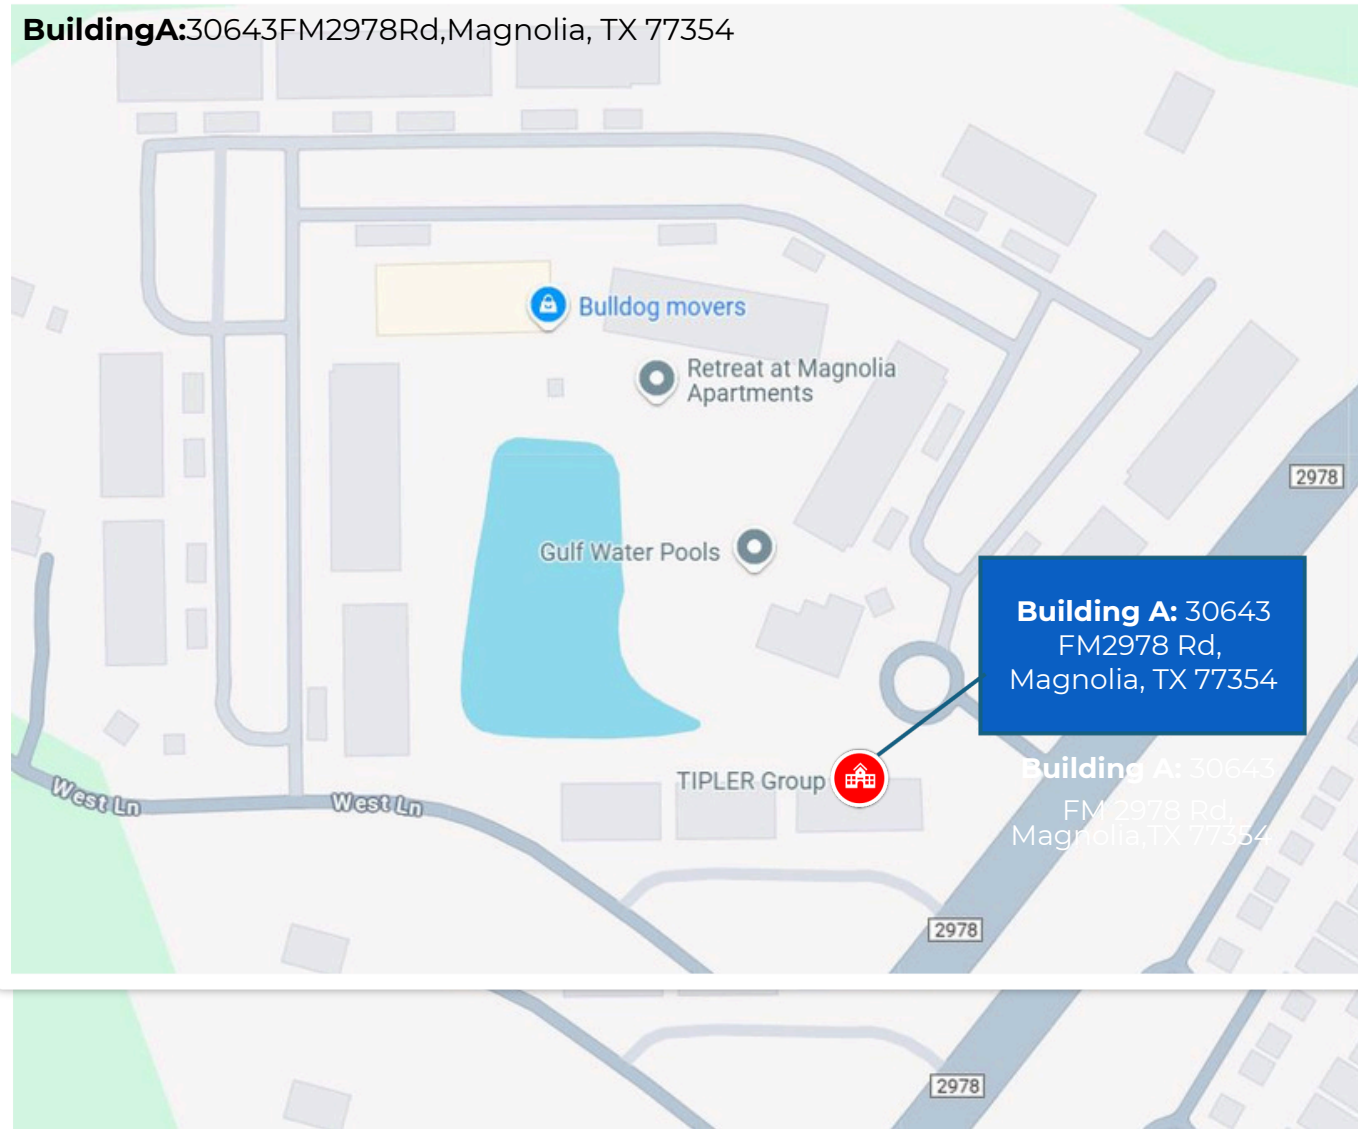 BuildingA:30643FM2978Rd,Magnolia, TX 77354
Bulldog movers
Retreat at Magnolia
Apartments
2978
Gulf Water Pools
Building A: 30643
FM2978 Rd,
Magnolia, TX 77354
TIPLER Group
Building A: 30643
FM 2978 Rd,
Magnolia,TX 77354
West Ln
West Ln
2978
2978